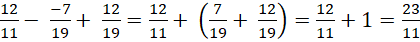 12/11 − −7/19 + 12/19 = 12/11 + (7/19 + 12/19) = 12/11 + 1 = 23/11